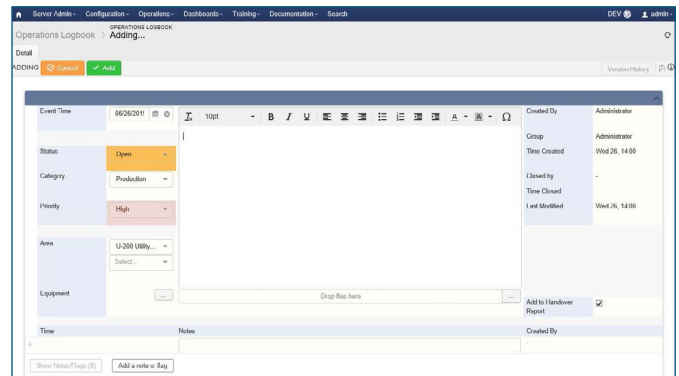 Server Admin Configuration Operations Dashboards Training Documentation Search DEV admin
OPERATIONS LOGBOOK
Operations Logbook > Adding...
Detail
ADDING Cancel Add Version History
Event Time 06/26/201 10pt B I U A A Ω Created By Administrator
Group Administrator
Status Open Time Created Wed 26, 14:00
Category Production Closed by -
Time Closed
Priority High Last Modified Wed 26, 14:00
Area U-200 Utility...
Select...
Equipment ... Drop files here ... Add to Handover
Report
Time Notes Created By
+ -
Show Notes/Flags (0) Add a note or flag